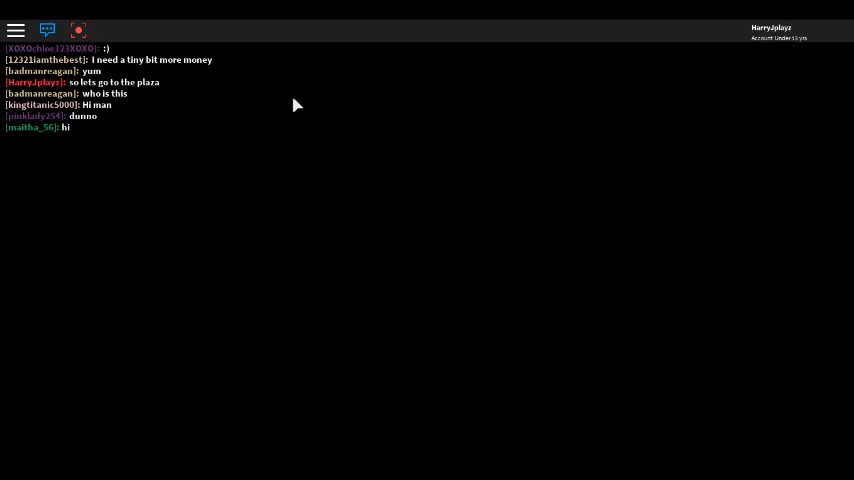 HarryJplayz
Account: Under 13 yrs
[XOXOchloe123XOXO]: :)
[12321iamthebest]: I need a tiny bit more money
[badmanreagan]: yum
[HarryJplayz]: so lets go to the plaza
[badmanreagan]: who is this
[kingtitanic5000]: Hi man
[pinklady254]: dunno
[maitha_56]: hi